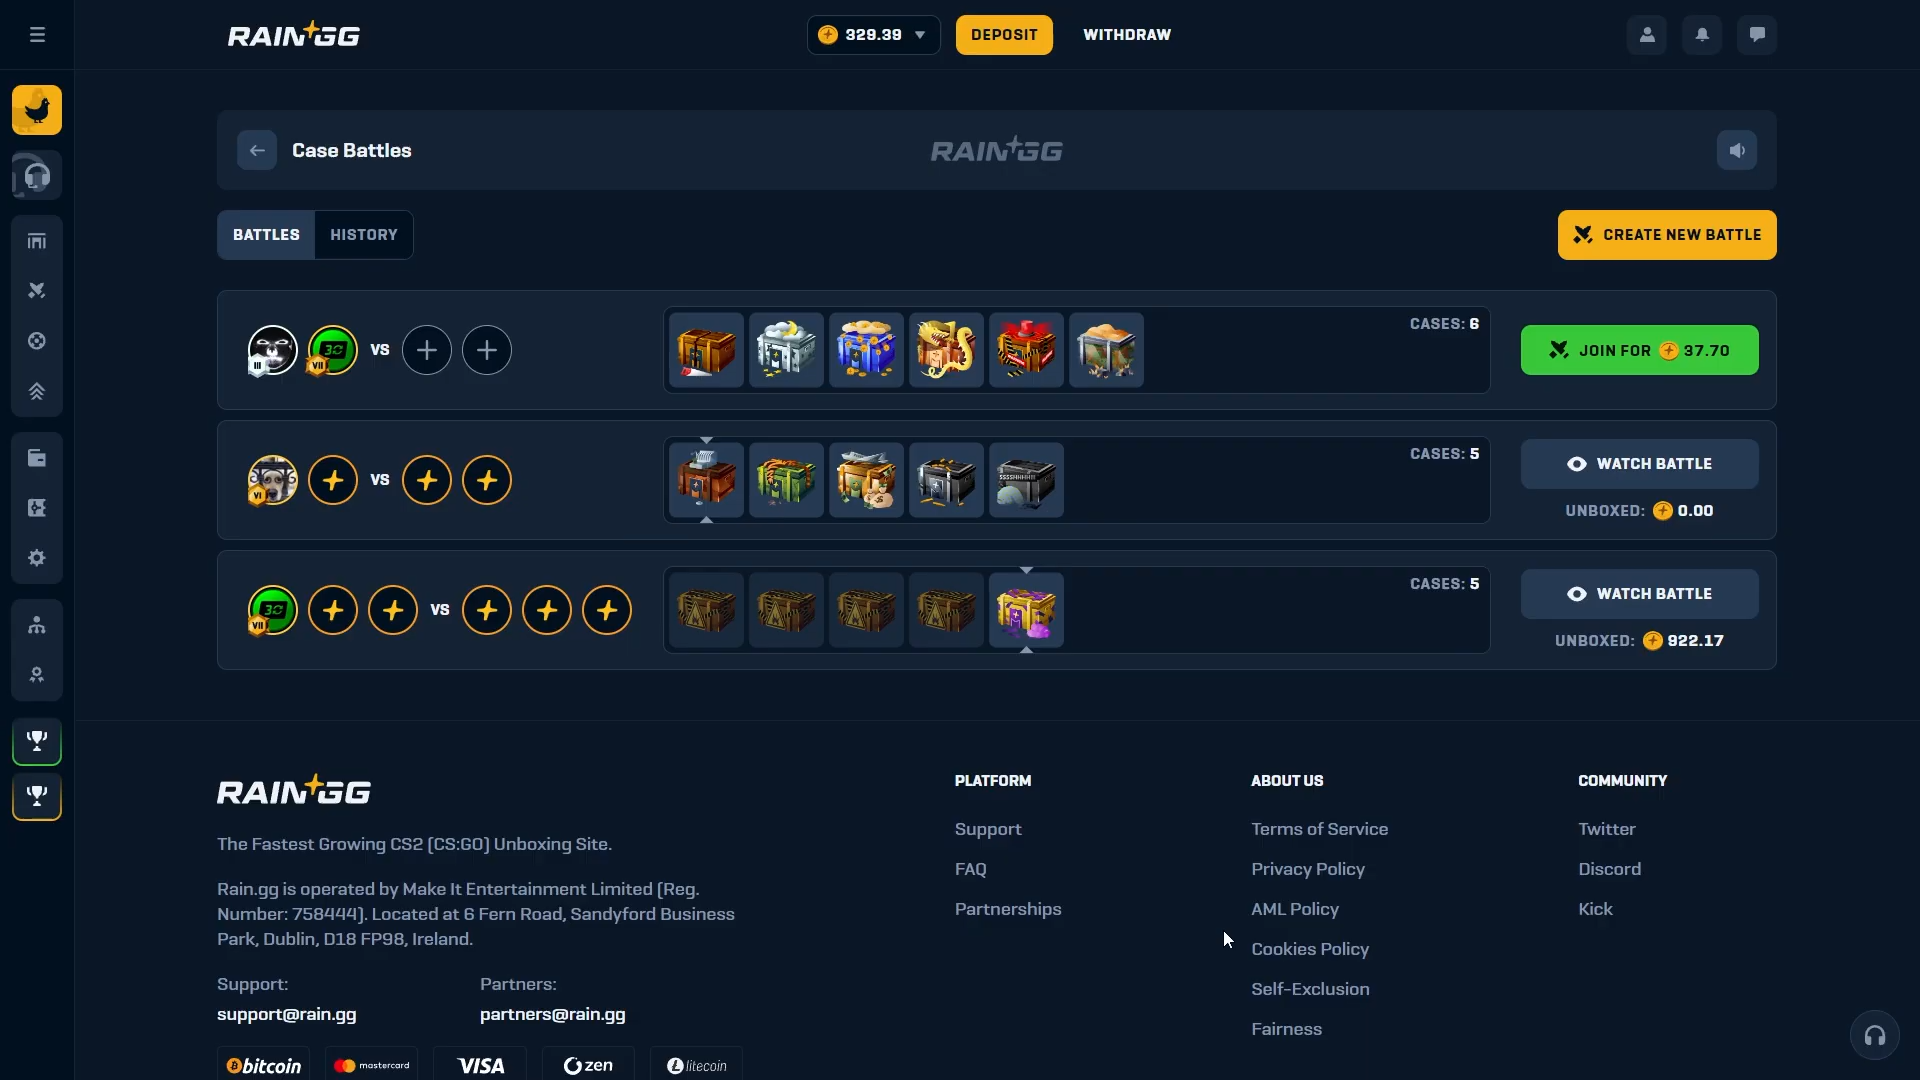 RAIN GG
329.39
DEPOSIT
WITHDRAW
Case Battles
RAIN GG
BATTLES
HISTORY
CREATE NEW BATTLE
III
VII
VS
CASES: 6
JOIN FOR 37.70
VI
VS
SSSSHHHHH
CASES: 5
WATCH BATTLE
UNBOXED: 0.00
VII
VS
CASES: 5
WATCH BATTLE
UNBOXED: 922.17
RAIN GG
The Fastest Growing CS2 (CS:GO) Unboxing Site.
Rain.gg is operated by Make It Entertainment Limited (Reg.
Number: 758444). Located at 6 Fern Road, Sandyford Business
Park, Dublin, D18 FP98, Ireland.
Support:
support@rain.gg
Partners:
partners@rain.gg
bitcoin
mastercard
VISA
zen
litecoin
PLATFORM
Support
FAQ
Partnerships
ABOUT US
Terms of Service
Privacy Policy
AML Policy
Cookies Policy
Self-Exclusion
Fairness
COMMUNITY
Twitter
Discord
Kick